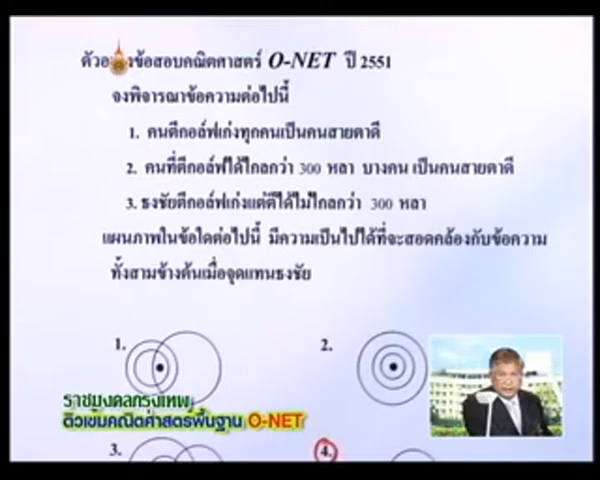 ตัวอย่างข้อสอบคณิตศาสตร์ O-NET ปี 2551
จงพิจารณาข้อความต่อไปนี้
1. คนตีกอล์ฟเก่งทุกคนเป็นคนสายตาดี
2. คนที่ตีกอล์ฟได้ไกลกว่า 300 หลา บางคน เป็นคนสายตาดี
3. ธงชัยตีกอล์ฟเก่งแต่ตีได้ไม่ไกลกว่า 300 หลา
แผนภาพในข้อใดต่อไปนี้ มีความเป็นไปได้ที่จะสอดคล้องกับข้อความ
ทั้งสามข้างต้นเมื่อจุดแทนธงชัย
1.
2.
ราชมงคลกรุงเทพ
ติวเข้มคณิตศาสตร์พื้นฐาน O-NET
3.
4.